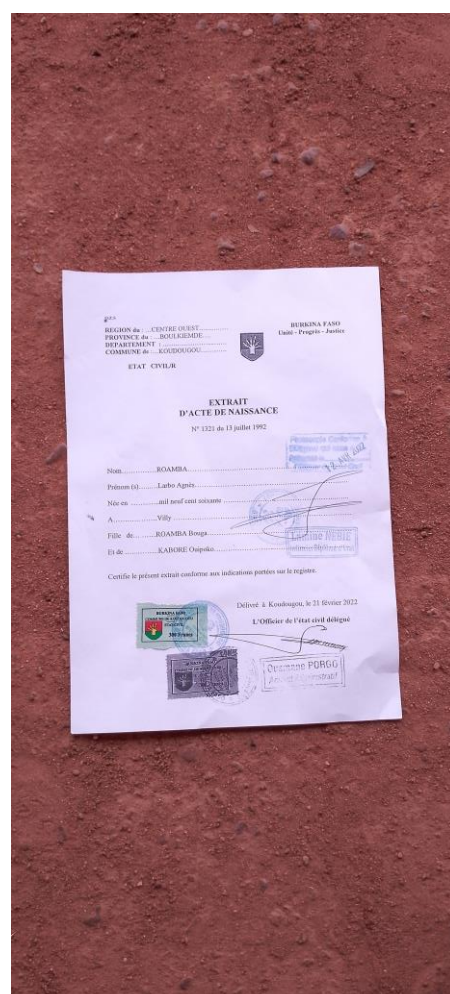 REGION du : ....CENTRE OUEST..............
PROVINCE du : ....BOULKIEMDE.....
DEPARTEMENT : ..............................
COMMUNE de : ....KOUDOUGOU............
ETAT CIVIL/R
BURKINA FASO
Unité - Progrès - Justice
EXTRAIT
D'ACTE DE NAISSANCE
N° 1321 du 13 juillet 1992
Nom...............ROAMBA
Prénom (s).........Larbo Agnès
Née en ............mil neuf cent soixante
A....................Villy
Fille de..........ROAMBA Bouga
Et de ..............KABORE Ouipoko
Certifie le présent extrait conforme aux indications portées sur le registre.
Délivré à Koudougou, le 21 février 2022
L'Officier de l'état civil délégué
BURKINA FASO
300 Francs
Ousmane PORGO